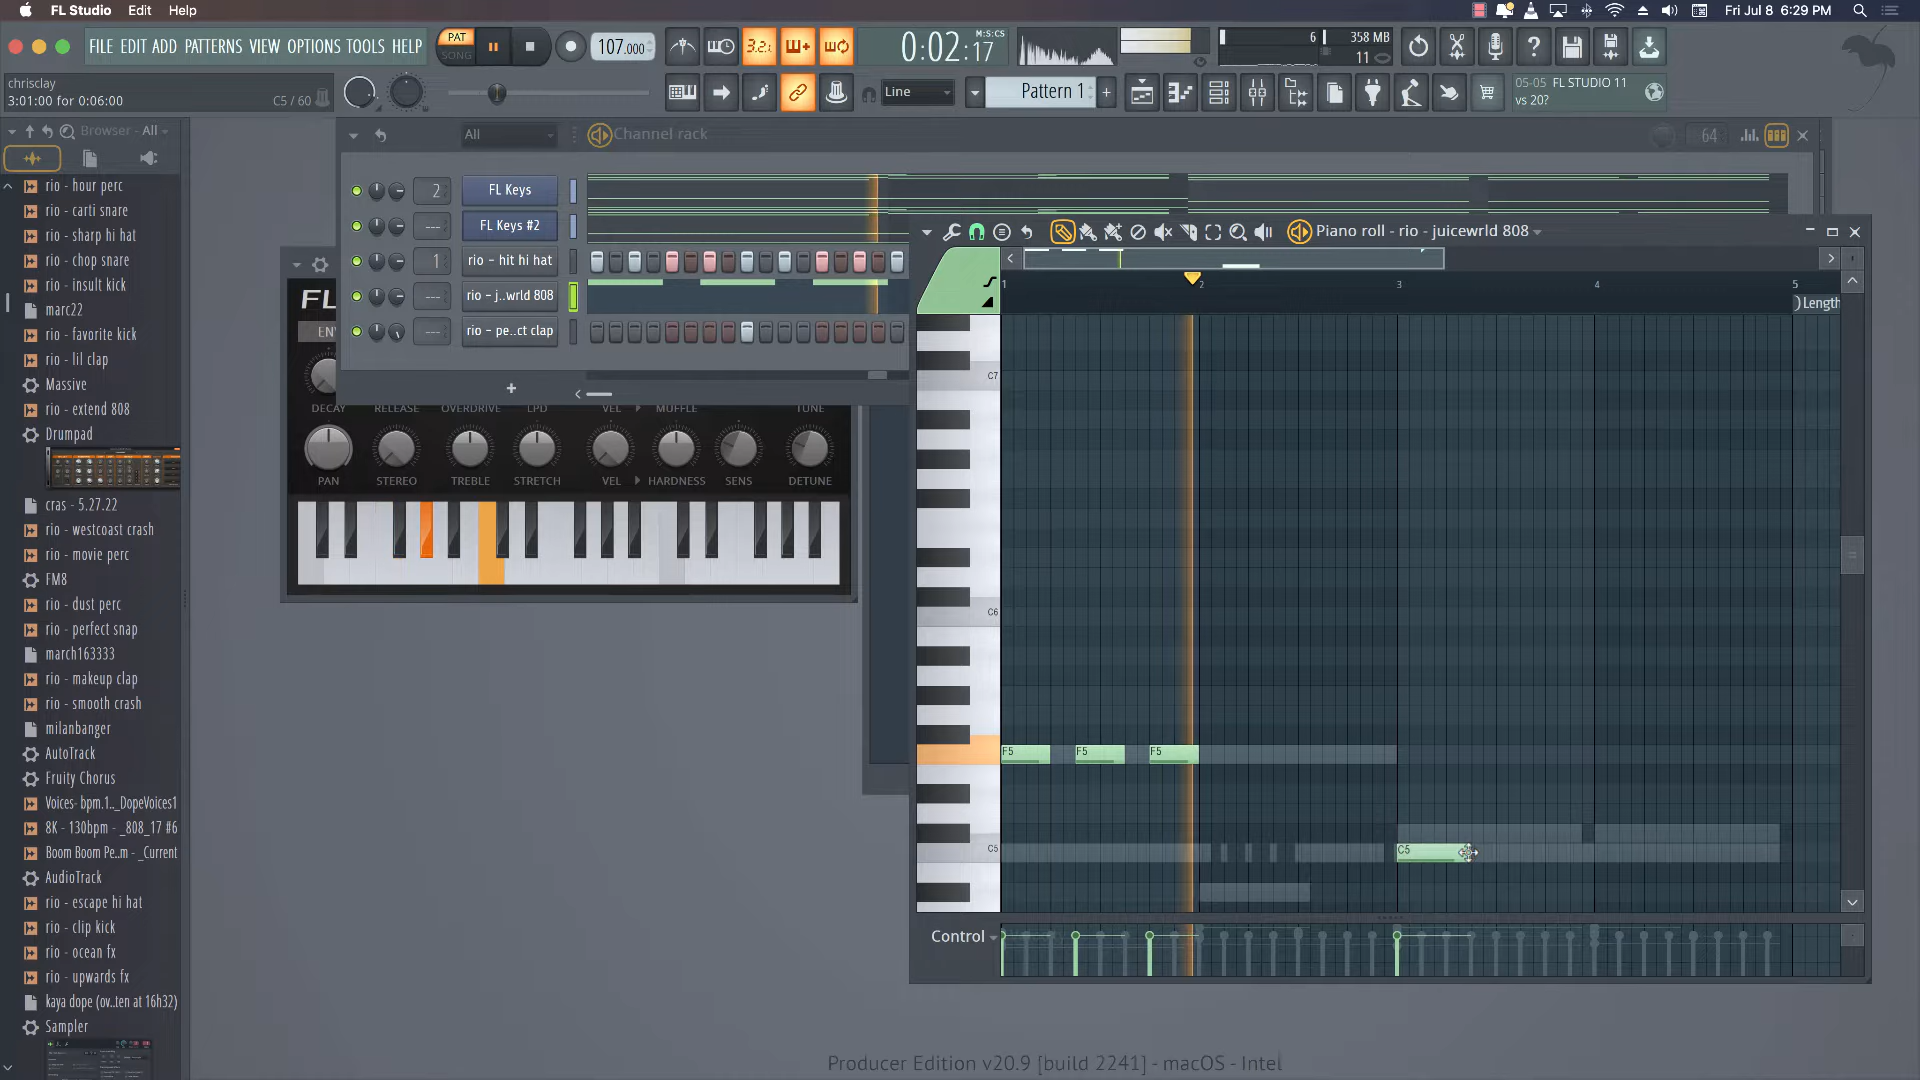 FL Studio Edit Help
Fri Jul 8 6:29 PM
FILE EDIT ADD PATTERNS VIEW OPTIONS TOOLS HELP
PAT
SONG
107.000
3.2.
0:02:17
M:S:CS
6
358 MB
11
chrisclay
3:01:00 for 0:06:00
C5 / 60
Line
Pattern 1
05-05 FL STUDIO 11
vs 20?
Browser - All
All
Channel rack
64
rio - hour perc
rio - carti snare
rio - sharp hi hat
rio - chop snare
rio - insult kick
marc22
rio - favorite kick
rio - lil clap
Massive
rio - extend 808
Drumpad
cras - 5.27.22
rio - westcoast crash
rio - movie perc
FM8
rio - dust perc
rio - perfect snap
march163333
rio - makeup clap
rio - smooth crash
milanbanger
AutoTrack
Fruity Chorus
Voices- bpm.1.._DopeVoices1
8K - 130bpm - _808_17 #6
Boom Boom Pe..m - _Current
AudioTrack
rio - escape hi hat
rio - clip kick
rio - ocean fx
rio - upwards fx
kaya dope (ov..ten at 16h32)
Sampler
2
FL Keys
---
FL Keys #2
1
rio - hit hi hat
---
rio - j..wrld 808
---
rio - pe..ct clap
+
FL
EN
DECAY RELEASE OVERDRIVE LPD VEL MUFFLE TUNE
PAN STEREO TREBLE STRETCH VEL HARDNESS SENS DETUNE
Piano roll - rio - juicewrld 808
1 2 3 4 5
Length
C7
C6
F5 F5 F5
C5
C5
Control
Producer Edition v20.9 [build 2241] - macOS - Intel